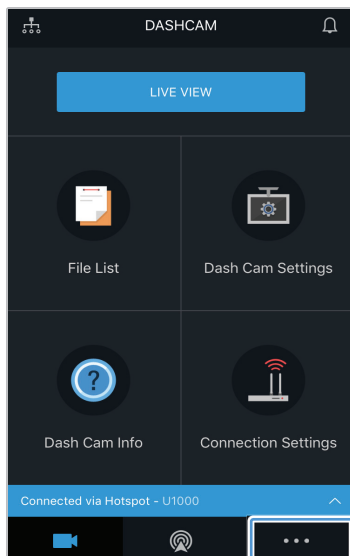 DASHCAM
LIVE VIEW
File List
Dash Cam Settings
?
Dash Cam Info
Connection Settings
Connected via Hotspot - U1000